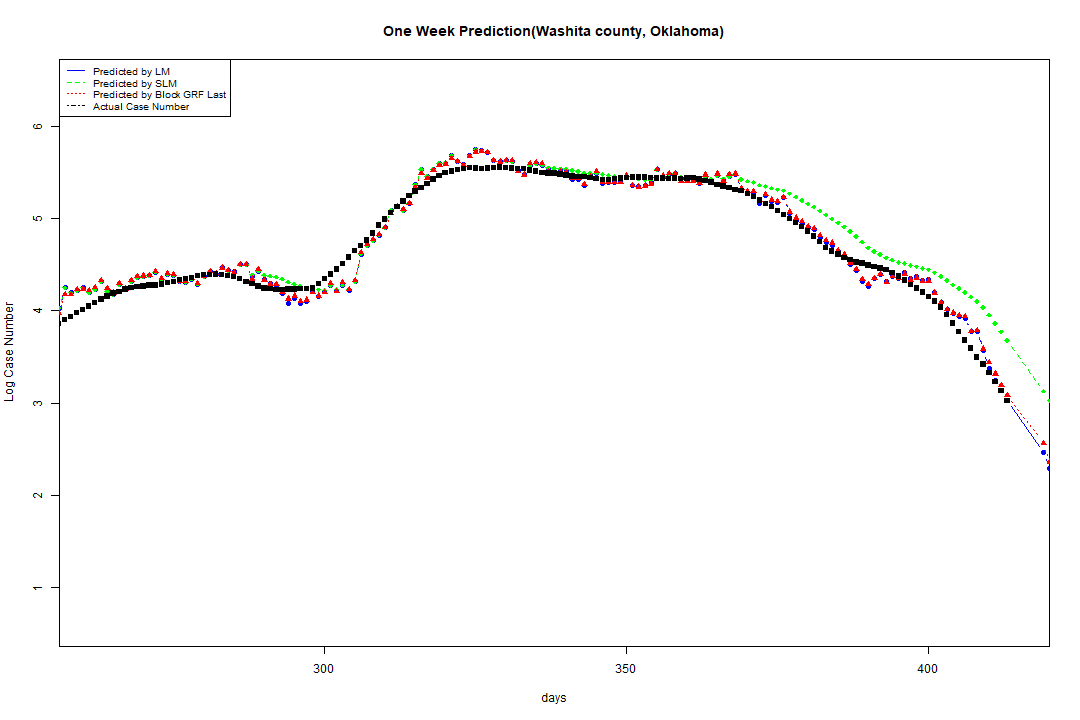 One Week Prediction(Washita county, Oklahoma)
Predicted by LM
Predicted by SLM
Predicted by Block GRF Last
Actual Case Number
6
5
4
3
2
1
Log Case Number
300
350
400
days